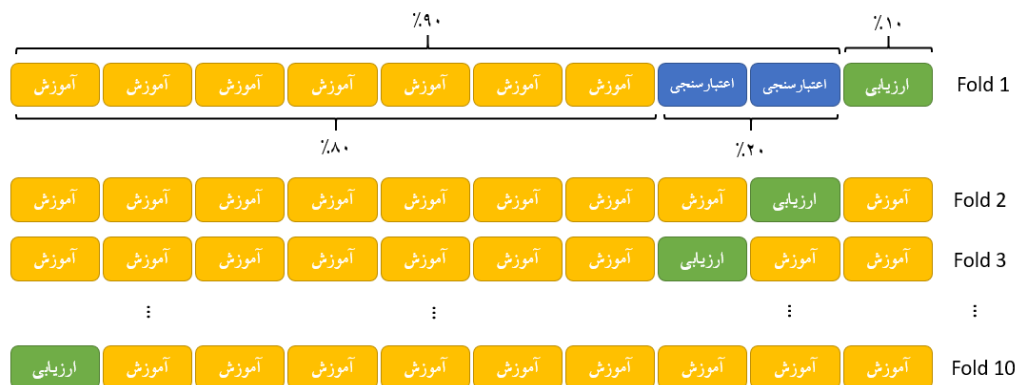 ٪۹۰ ٪۱۰
آموزش آموزش آموزش آموزش آموزش آموزش آموزش اعتبارسنجی اعتبارسنجی ارزیابی Fold 1
٪۸۰ ٪۲۰
آموزش آموزش آموزش آموزش آموزش آموزش آموزش آموزش ارزیابی آموزش Fold 2
آموزش آموزش آموزش آموزش آموزش آموزش آموزش ارزیابی آموزش آموزش Fold 3
⋮ ⋮ ⋮ ⋮
ارزیابی آموزش آموزش آموزش آموزش آموزش آموزش آموزش آموزش آموزش Fold 10